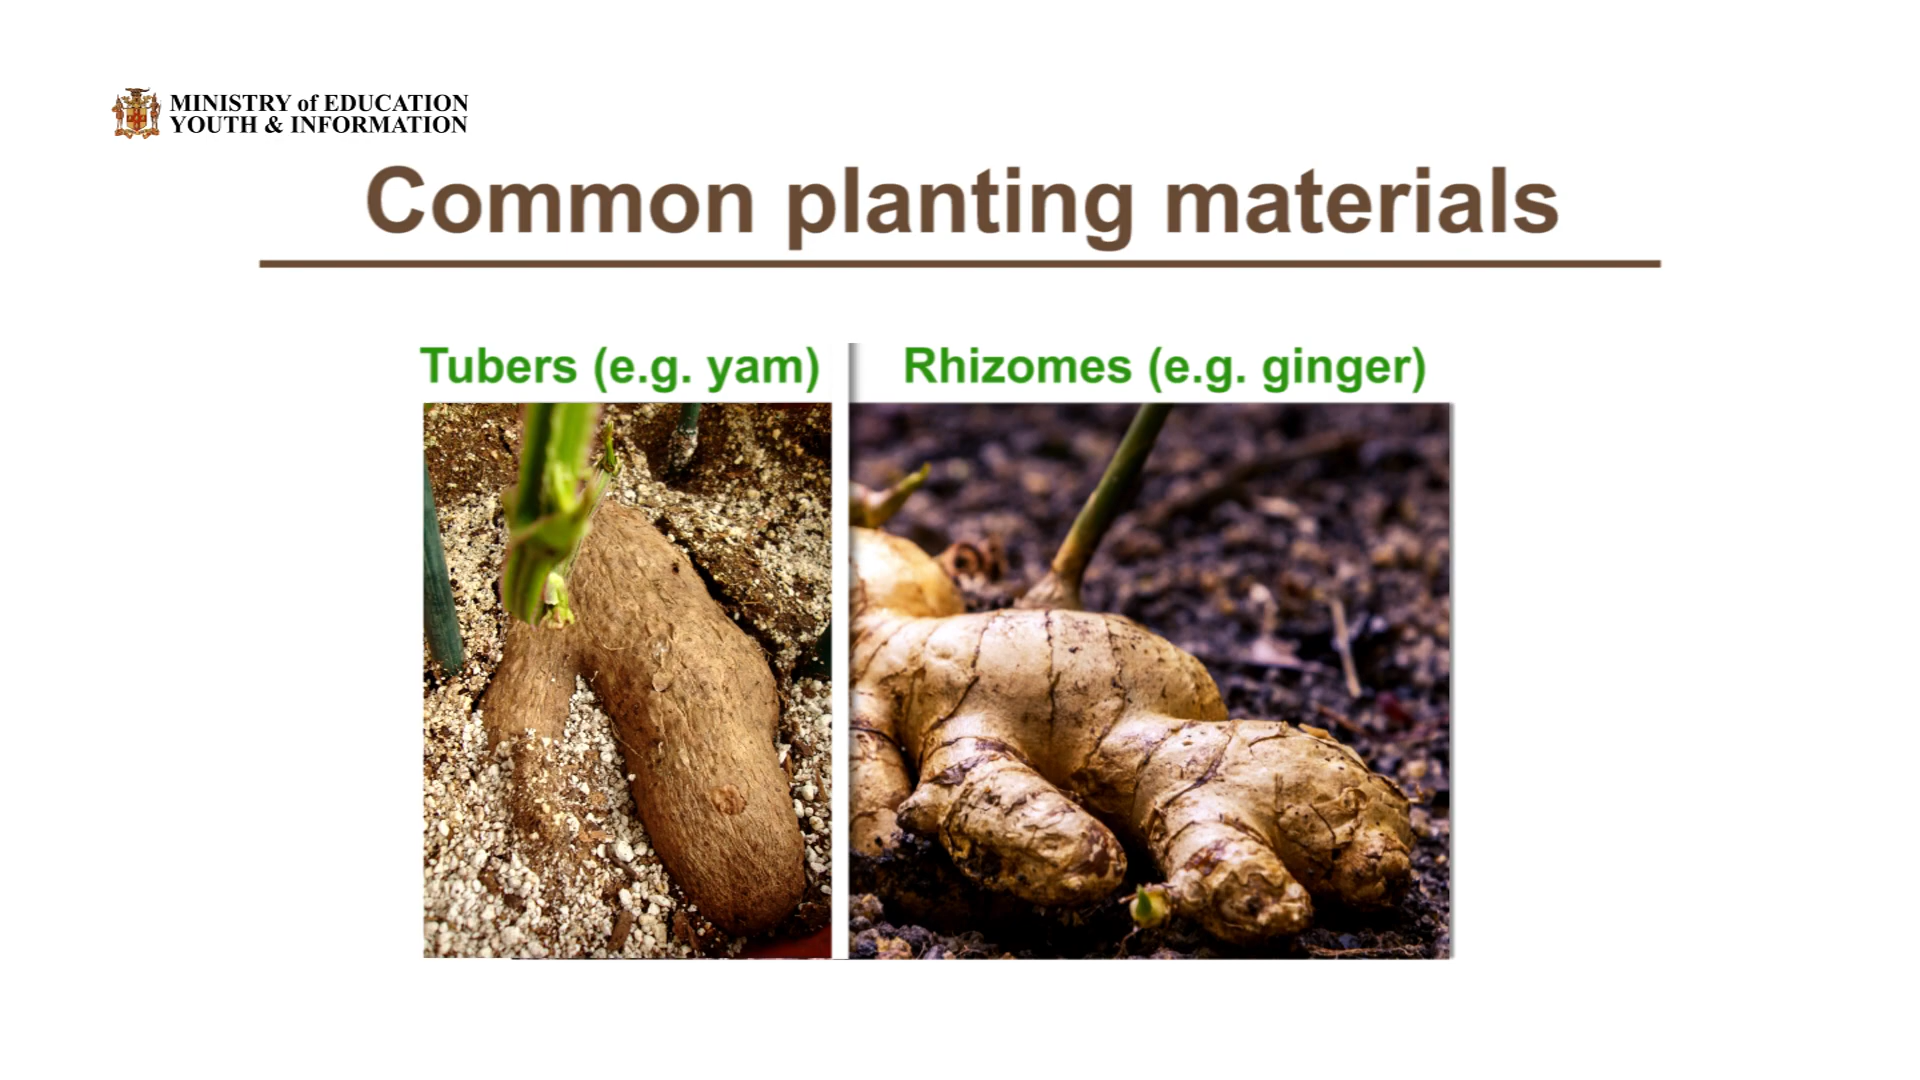 MINISTRY of EDUCATION
YOUTH & INFORMATION
Common planting materials
Tubers (e.g. yam)
Rhizomes (e.g. ginger)